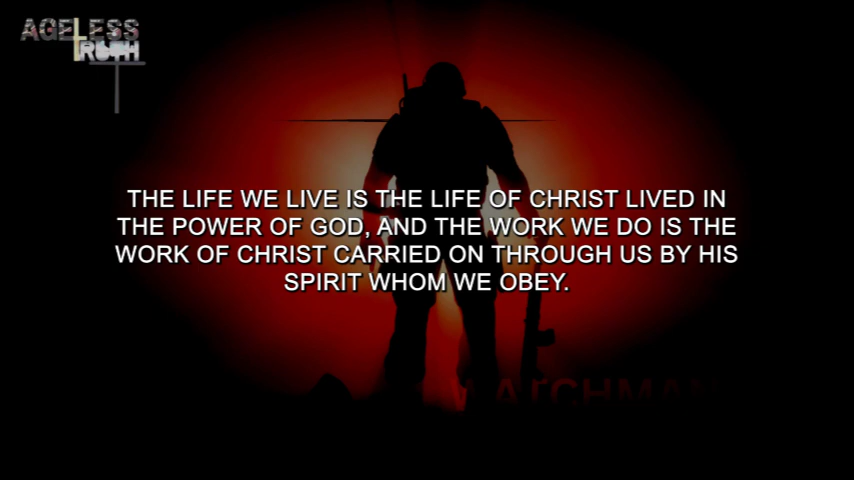 AGELESS
TRUTH
THE LIFE WE LIVE IS THE LIFE OF CHRIST LIVED IN
THE POWER OF GOD, AND THE WORK WE DO IS THE
WORK OF CHRIST CARRIED ON THROUGH US BY HIS
SPIRIT WHOM WE OBEY.
WATCHMAN